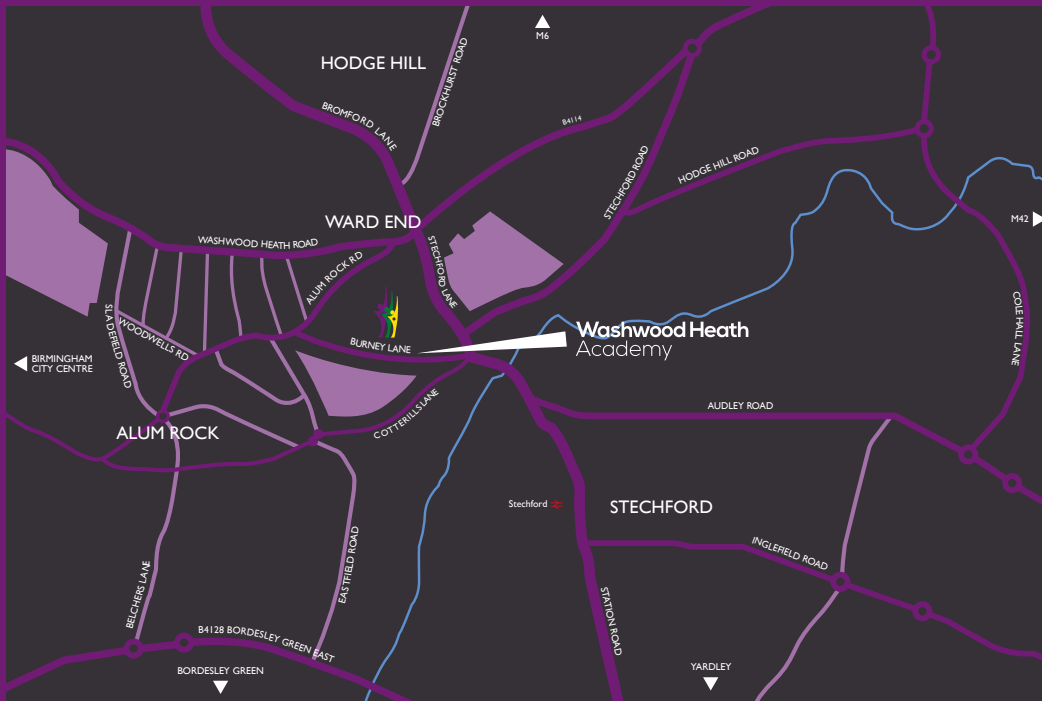 M6
HODGE HILL
BROCKHURST ROAD
BROMFORD LANE
B4114
STECHFORD ROAD
HODGE HILL ROAD
M42
WARD END
WASHWOOD HEATH ROAD
ALUM ROCK RD
STECHFORD LANE
COLE HALL LANE
SLADEFIELD ROAD
WOODWELLS RD
BURNEY LANE
Washwood Heath
Academy
BIRMINGHAM
CITY CENTRE
COTTERILLS LANE
AUDLEY ROAD
ALUM ROCK
Stechford
STECHFORD
INGLEFIELD ROAD
EASTFIELD ROAD
BELCHERS LANE
STATION ROAD
B4128 BORDESLEY GREEN EAST
BORDESLEY GREEN
YARDLEY